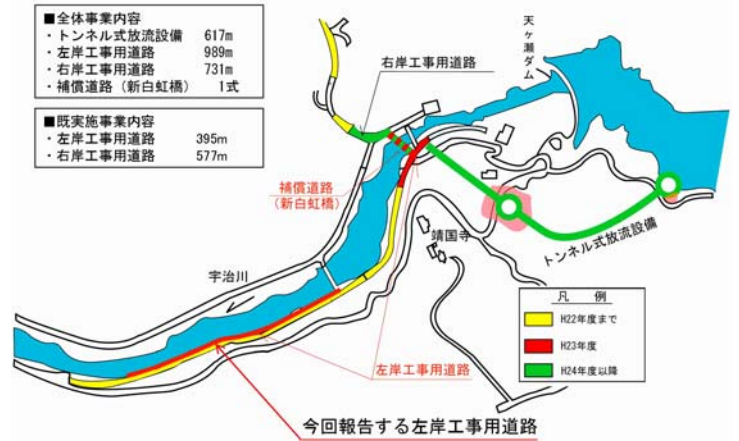 ■全体事業内容
・トンネル式放流設備 617m
・左岸工事用道路 989m
・右岸工事用道路 731m
・補償道路（新白虹橋） 1式
■既実施事業内容
・左岸工事用道路 395m
・右岸工事用道路 577m
天ヶ瀬ダム
右岸工事用道路
補償道路
（新白虹橋）
靖国寺
トンネル式放流設備
宇治川
凡 例
H22年度まで
H23年度
H24年度以降
左岸工事用道路
今回報告する左岸工事用道路